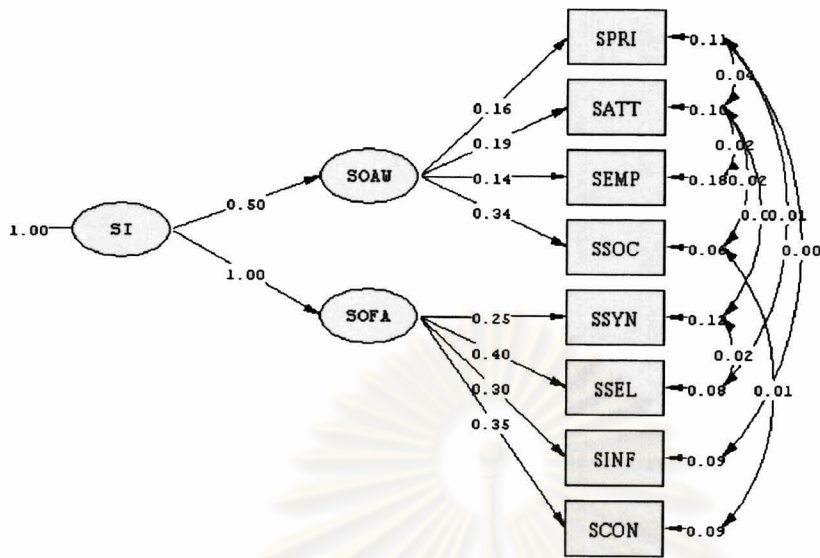 SPRI 0.11
0.04
0.16 SATT 0.10
0.19 0.02
SOAW 0.14 SEMP 0.18 0.02
0.50 0.34 0.01
1.00 SI SSOC 0.06 0.00
1.00
SOFA 0.25 SSYN 0.12
0.40 0.02
0.30 SSEL 0.08 0.01
0.35
SINF 0.09
SCON 0.09